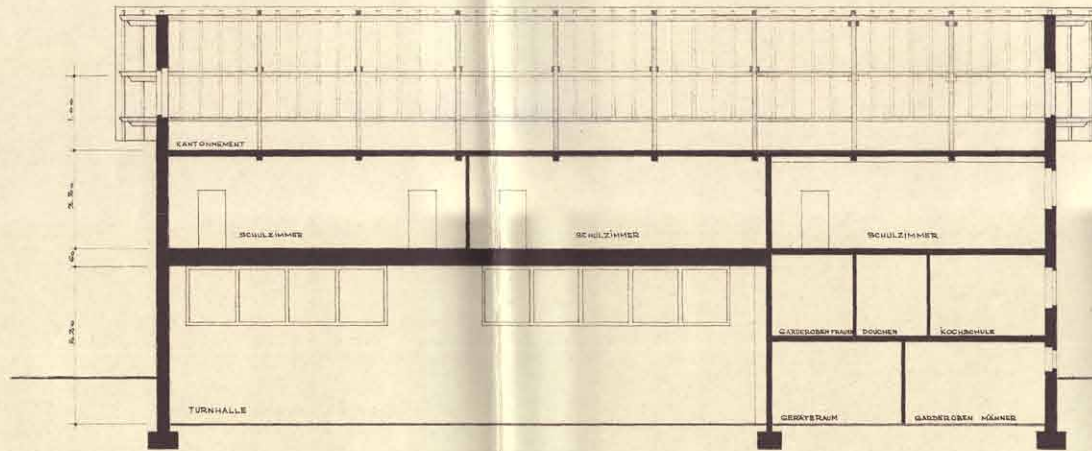 KANTONNEMENT
SCHULZIMMER
SCHULZIMMER
SCHULZIMMER
GARDEROBEN FRAUEN
DOUCHEN
KOCHSCHULE
TURNHALLE
GERÄTERAUM
GARDEROBEN MÄNNER